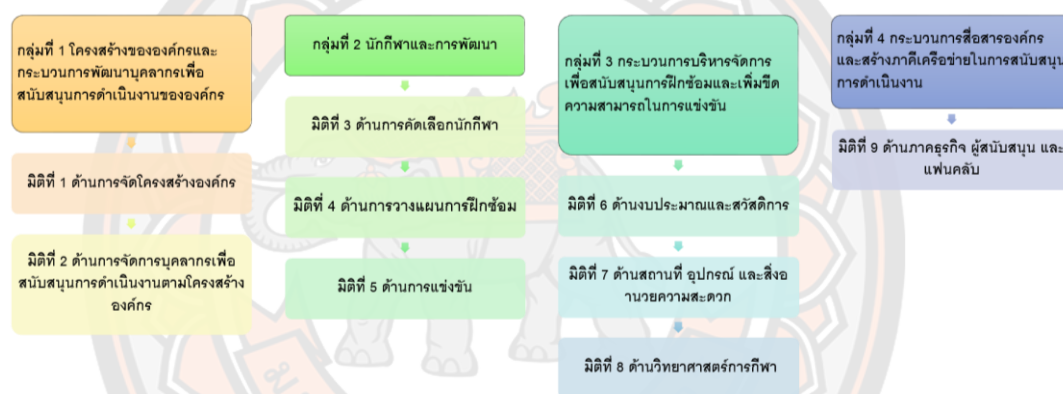 กลุ่มที่ 1 โครงสร้างขององค์กรและ
กระบวนการพัฒนาบุคลากรเพื่อ
สนับสนุนการดำเนินงานขององค์กร
มิติที่ 1 ด้านการจัดโครงสร้างองค์กร
มิติที่ 2 ด้านการจัดการบุคลากรเพื่อ
สนับสนุนการดำเนินงานตามโครงสร้าง
องค์กร
กลุ่มที่ 2 นักกีฬาและการพัฒนา
มิติที่ 3 ด้านการคัดเลือกนักกีฬา
มิติที่ 4 ด้านการวางแผนการฝึกซ้อม
มิติที่ 5 ด้านการแข่งขัน
กลุ่มที่ 3 กระบวนการบริหารจัดการ
เพื่อสนับสนุนการฝึกซ้อมและเพิ่มขีด
ความสามารถในการแข่งขัน
มิติที่ 6 ด้านงบประมาณและสวัสดิการ
มิติที่ 7 ด้านสถานที่ อุปกรณ์ และสิ่งอ
านวยความสะดวก
มิติที่ 8 ด้านวิทยาศาสตร์การกีฬา
กลุ่มที่ 4 กระบวนการสื่อสารองค์กร
และสร้างภาคีเครือข่ายในการสนับสนุน
การดำเนินงาน
มิติที่ 9 ด้านภาคธุรกิจ ผู้สนับสนุน และ
แฟนคลับ